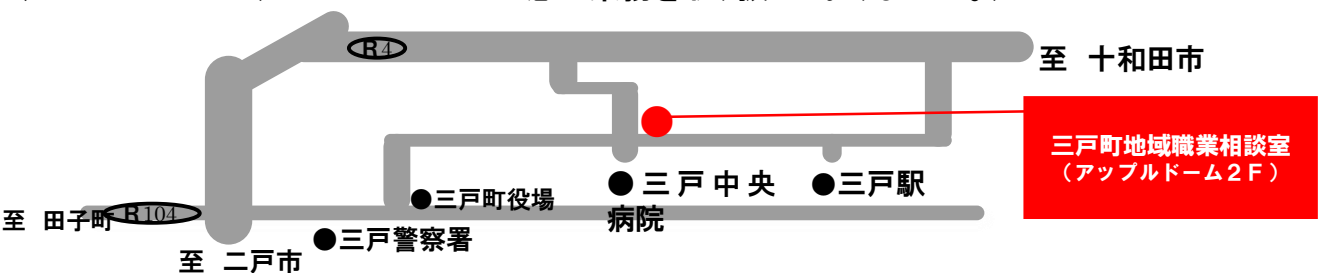 R4
至 十和田市
三戸町地域職業相談室
(アップルドーム2F)
●三戸中央
病院
●三戸駅
●三戸町役場
至 田子町
R104
●三戸警察署
至 二戸市